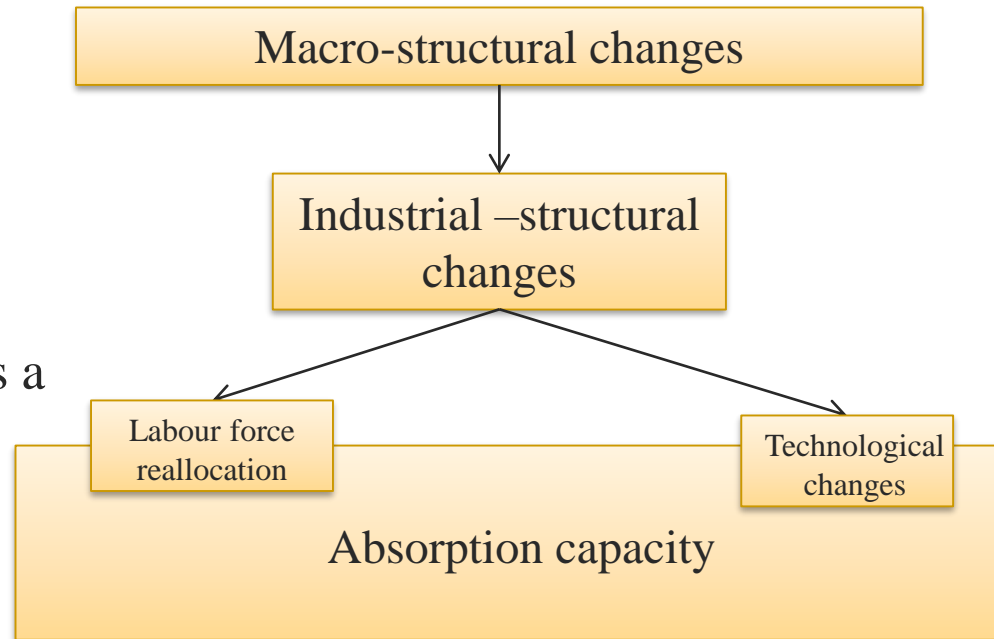 Macro-structural changes
Industrial –structural
changes
s a
Labour force
reallocation
Technological
changes
Absorption capacity